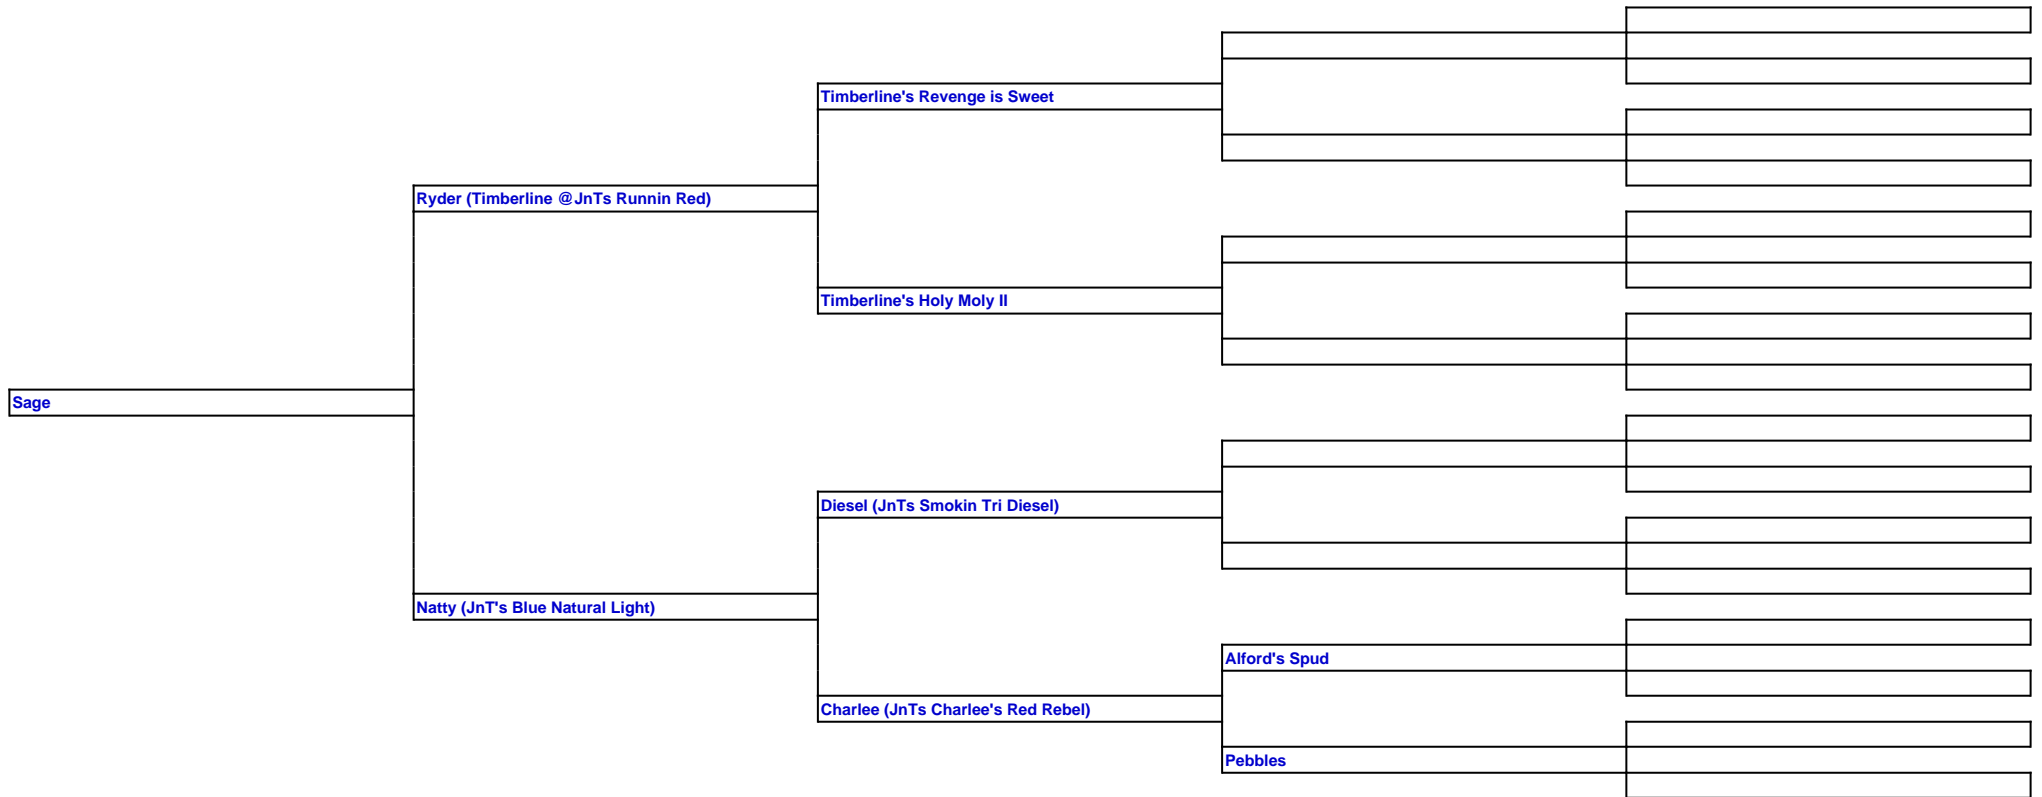 Timberline's Revenge is Sweet
Ryder (Timberline @JnTs Runnin Red)
Timberline's Holy Moly II
Sage
Diesel (JnTs Smokin Tri Diesel)
Natty (JnT's Blue Natural Light)
Alford's Spud
Charlee (JnTs Charlee's Red Rebel)
Pebbles